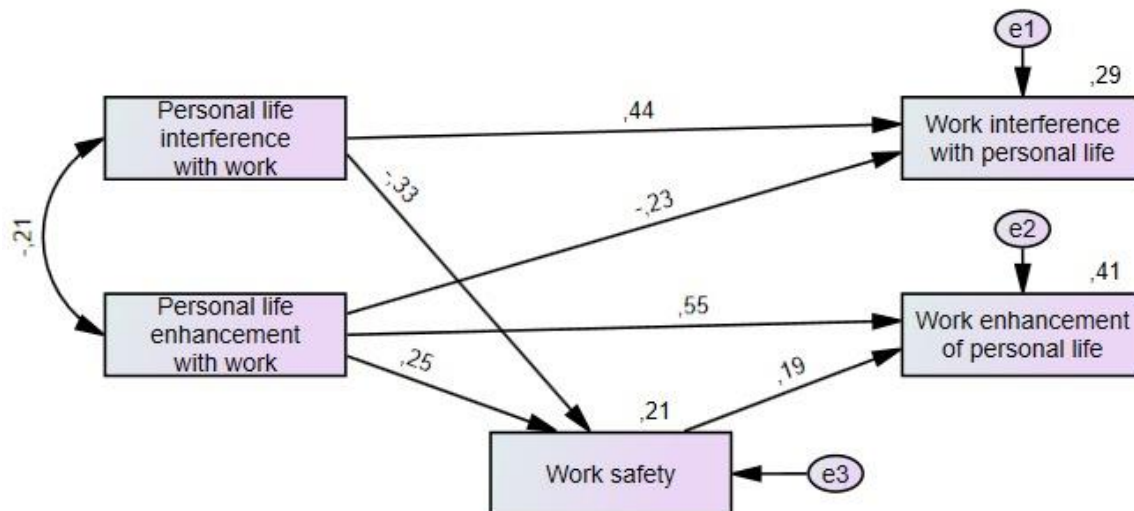 e1
,29
Personal life
interference
with work
,44
Work interference
with personal life
-,33
-,23
-,21
e2
,41
Personal life
enhancement
with work
,55
Work enhancement
of personal life
,25
,19
,21
Work safety
e3